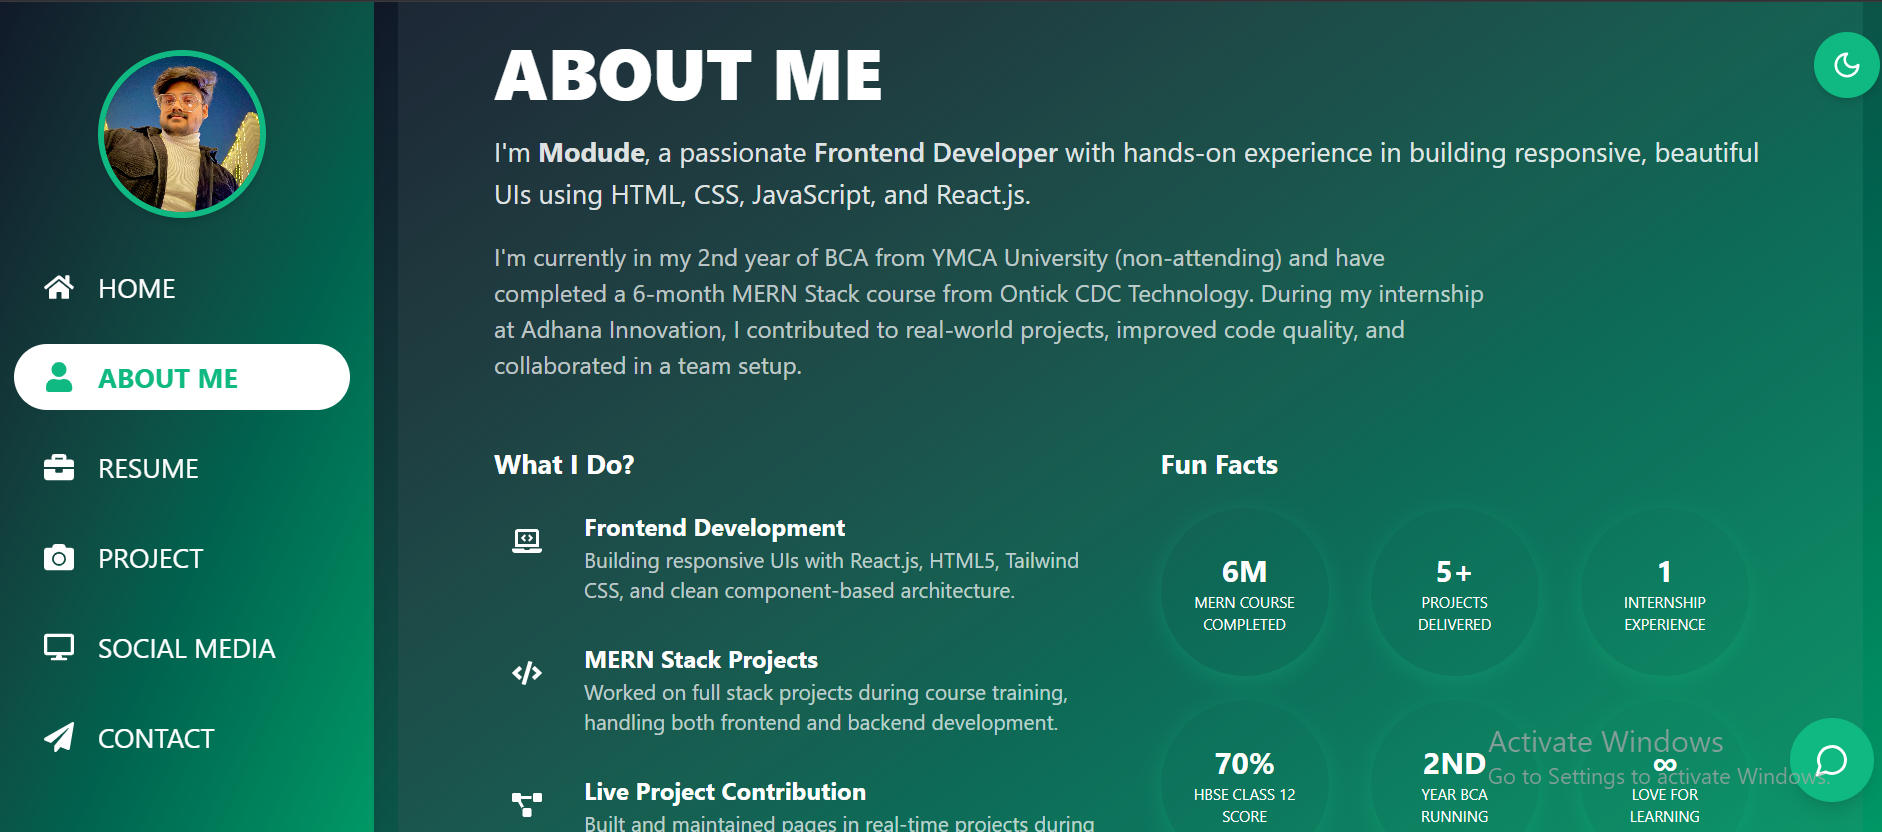 HOME
ABOUT ME
RESUME
PROJECT
SOCIAL MEDIA
CONTACT
ABOUT ME
I'm Modude, a passionate Frontend Developer with hands-on experience in building responsive, beautiful
UIs using HTML, CSS, JavaScript, and React.js.
I'm currently in my 2nd year of BCA from YMCA University (non-attending) and have
completed a 6-month MERN Stack course from Ontick CDC Technology. During my internship
at Adhana Innovation, I contributed to real-world projects, improved code quality, and
collaborated in a team setup.
What I Do?
Frontend Development
Building responsive UIs with React.js, HTML5, Tailwind
CSS, and clean component-based architecture.
MERN Stack Projects
Worked on full stack projects during course training,
handling both frontend and backend development.
Live Project Contribution
Built and maintained pages in real-time projects during
Fun Facts
6M
MERN COURSE
COMPLETED
5+
PROJECTS
DELIVERED
1
INTERNSHIP
EXPERIENCE
70%
HBSE CLASS 12
SCORE
2ND
YEAR BCA
RUNNING
∞
LOVE FOR
LEARNING
Activate Windows
Go to Settings to activate Windows.